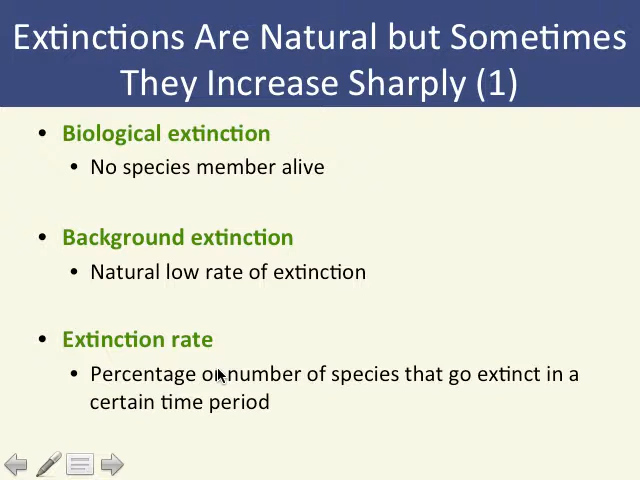 Extinctions Are Natural but Sometimes
They Increase Sharply (1)
• Biological extinction
• No species member alive
• Background extinction
• Natural low rate of extinction
• Extinction rate
• Percentage or number of species that go extinct in a
certain time period